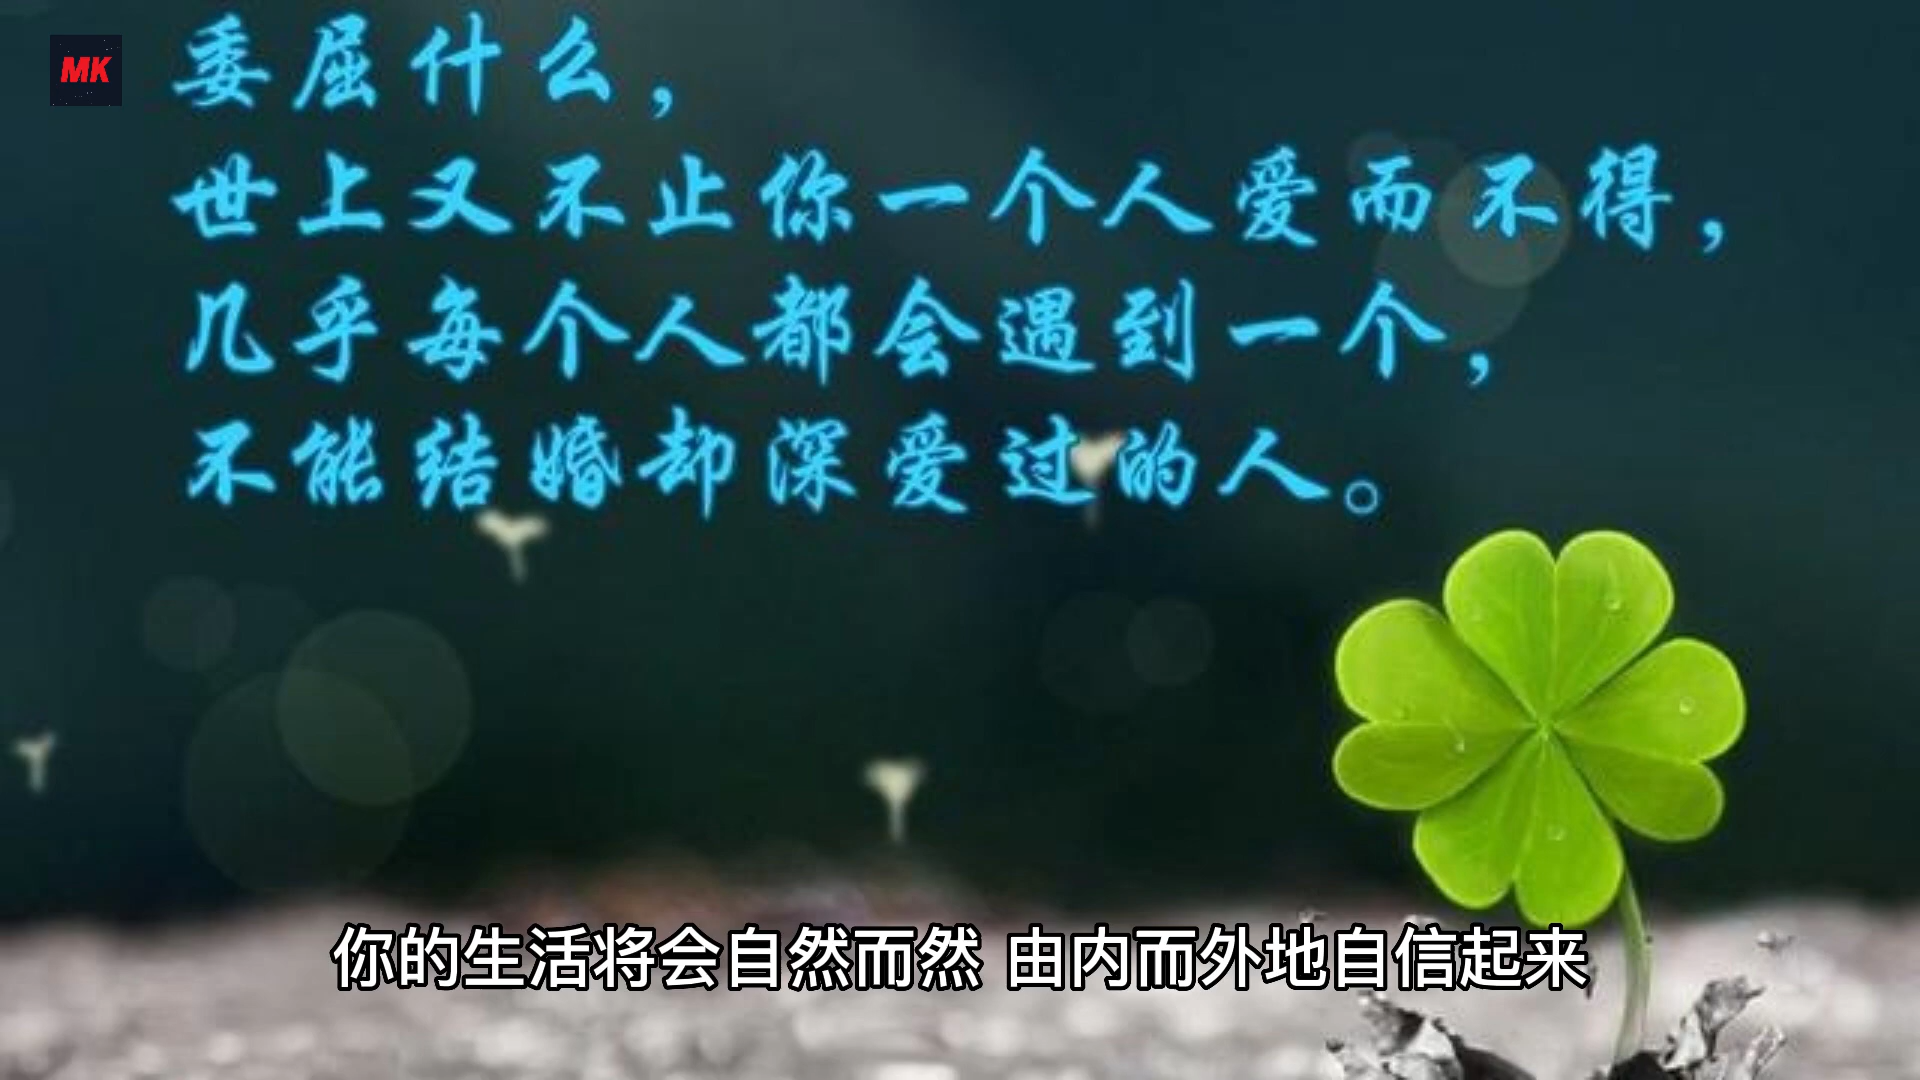 MK
委屈什么，
世上又不止你一个人爱而不得，
几乎每个人都会遇到一个，
不能结婚却深爱过的人。
你的生活将会自然而然 由内而外地自信起来